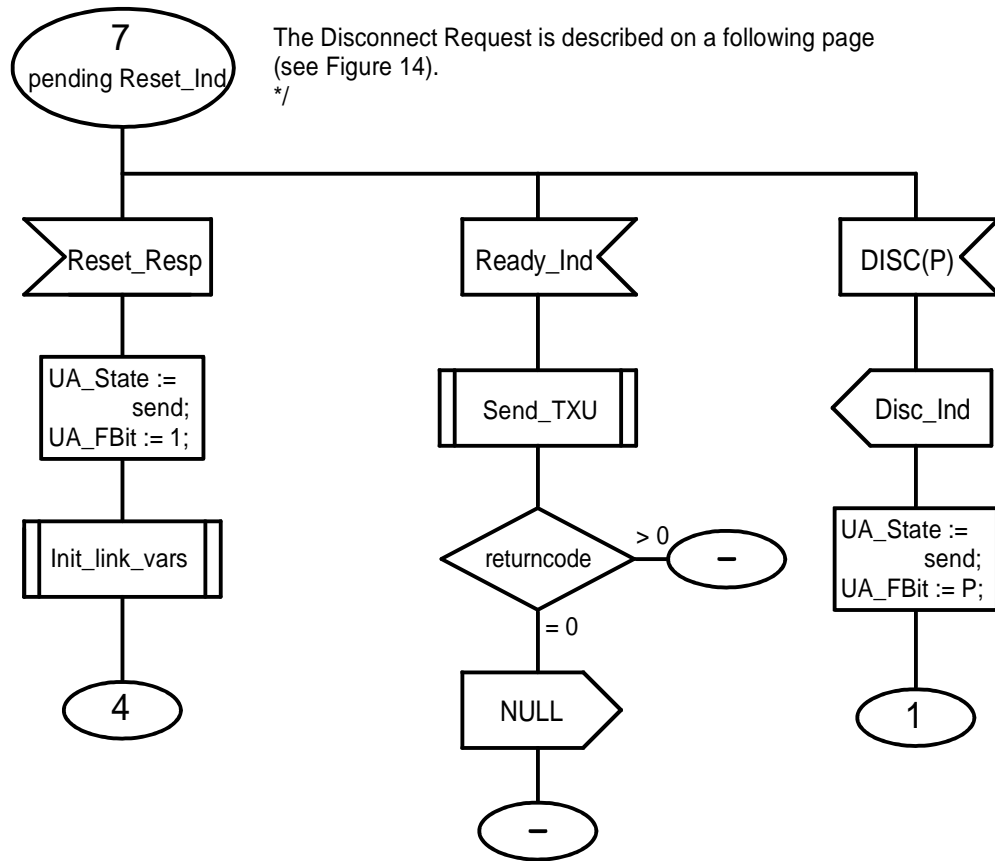 7
pending Reset_Ind
The Disconnect Request is described on a following page
(see Figure 14).
*/
Reset_Resp
Ready_Ind
DISC(P)
UA_State :=
send;
UA_FBit := 1;
Send_TXU
Disc_Ind
Init_link_vars
returncode
> 0
–
= 0
UA_State :=
send;
UA_FBit := P;
4
NULL
1
–